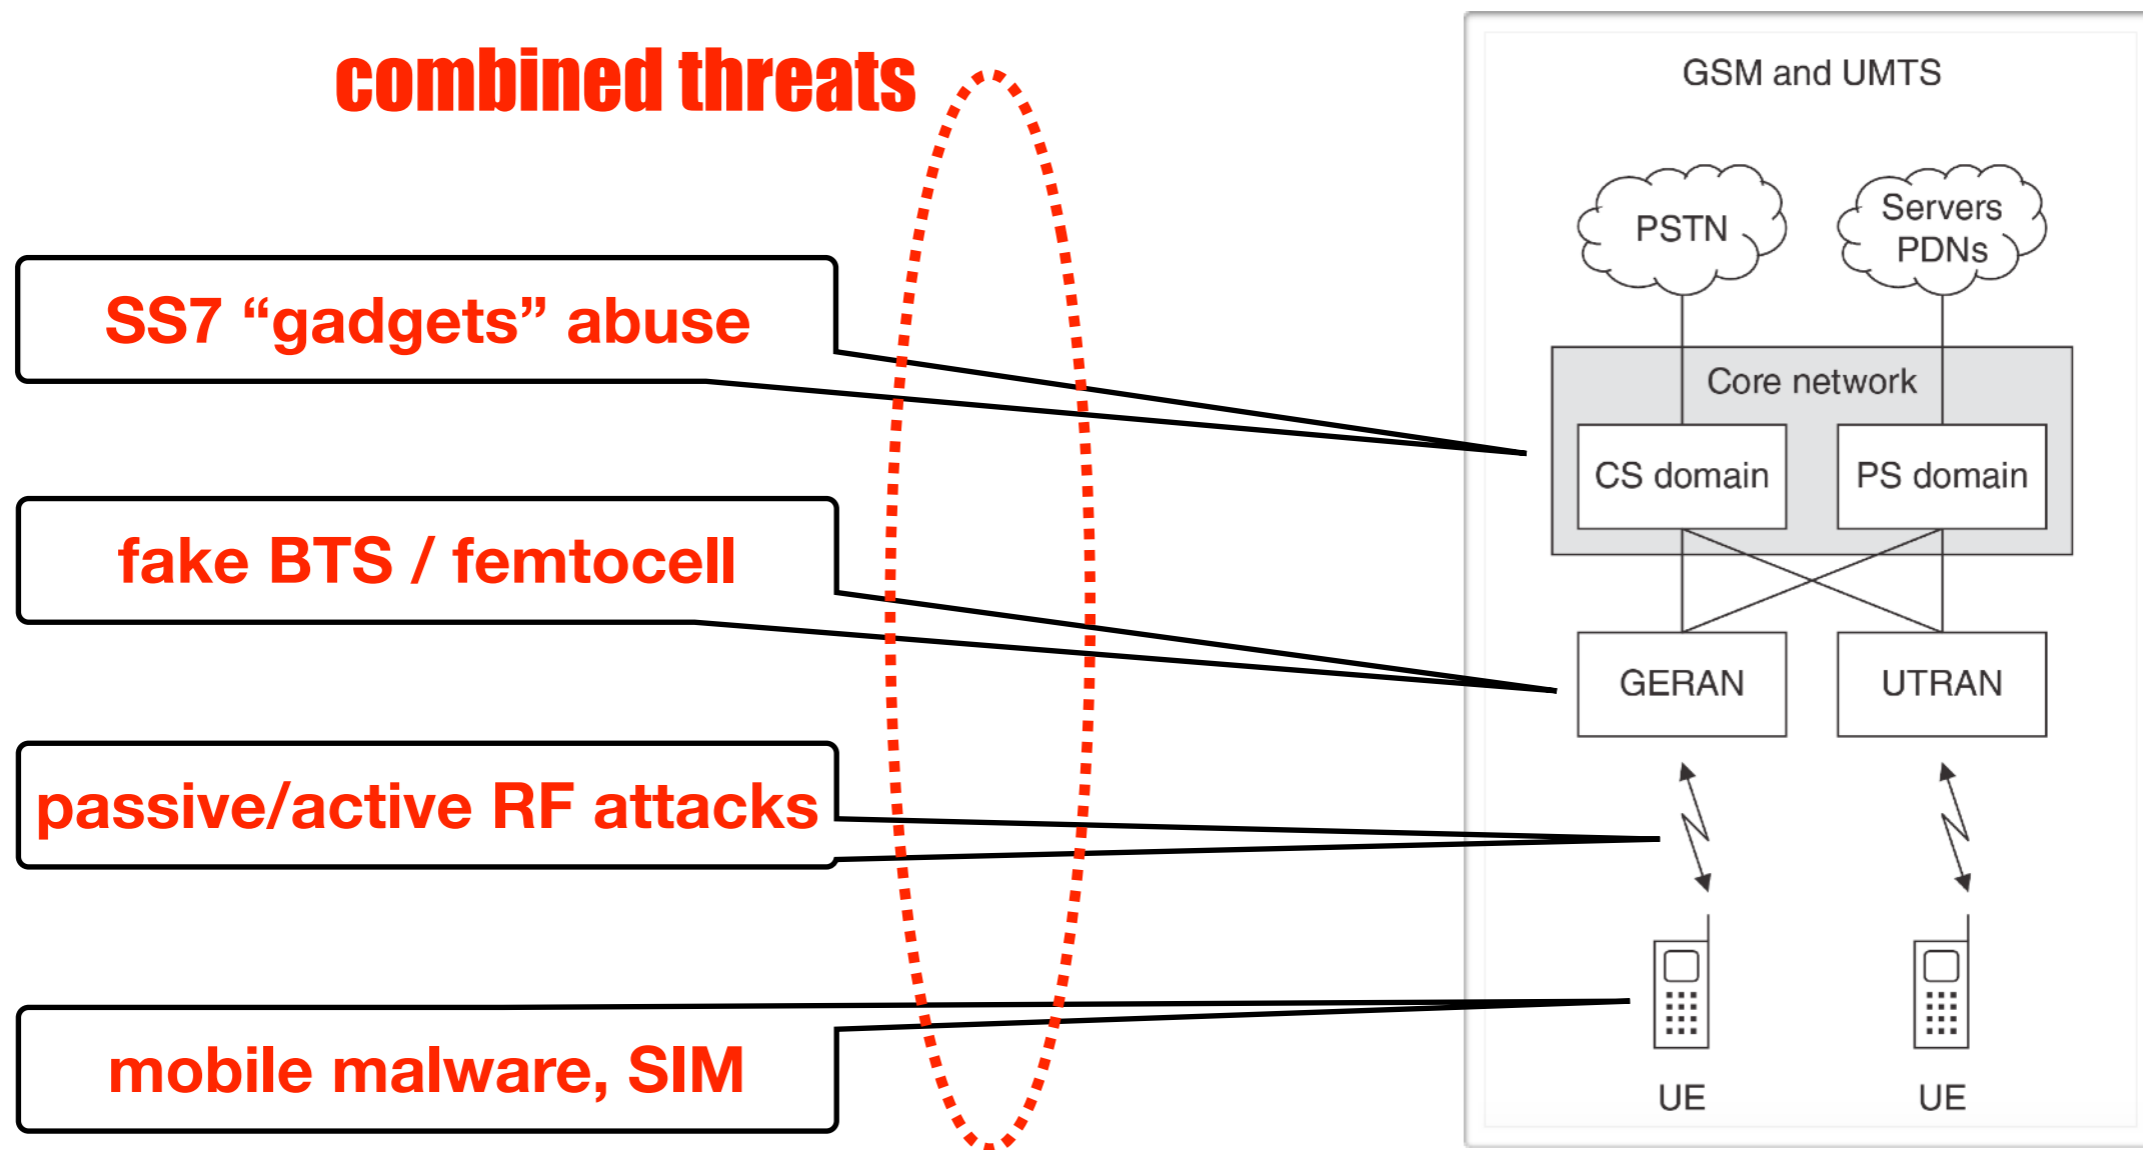 combined threats
SS7 “gadgets” abuse
fake BTS / femtocell
passive/active RF attacks
mobile malware, SIM
GSM and UMTS
PSTN
Servers
PDNs
Core network
CS domain
PS domain
GERAN
UTRAN
UE
UE